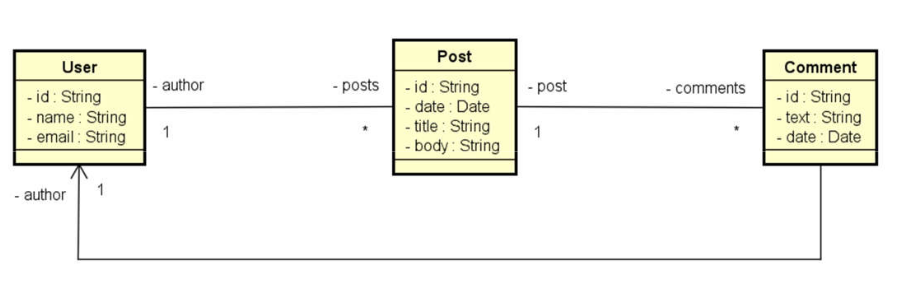 User
- id : String
- name : String
- email : String
- author
1
- posts
*
Post
- id : String
- date : Date
- title : String
- body : String
- post
1
- comments
*
Comment
- id : String
- text : String
- date : Date
- author
1